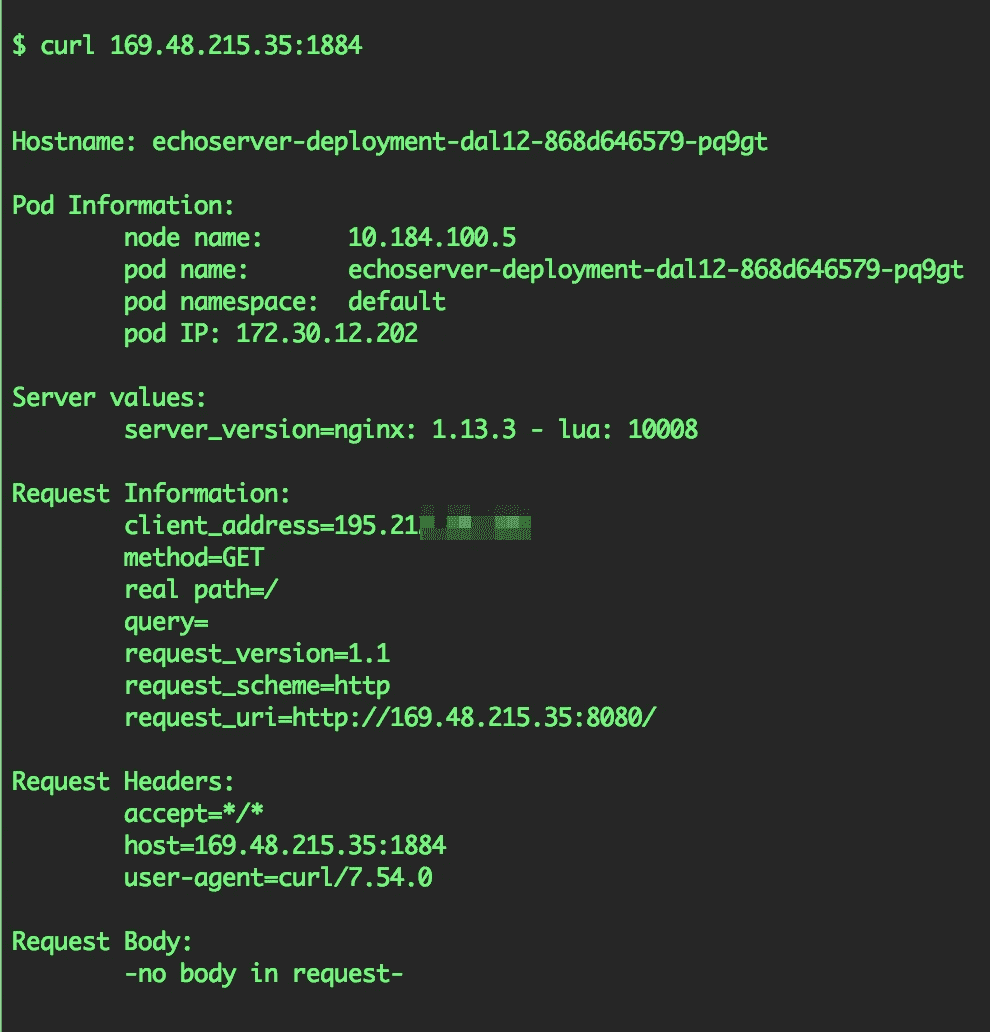 $ curl 169.48.215.35:1884
Hostname: echoserver-deployment-dal12-868d646579-pq9gt
Pod Information:
node name: 10.184.100.5
pod name: echoserver-deployment-dal12-868d646579-pq9gt
pod namespace: default
pod IP: 172.30.12.202
Server values:
server_version=nginx: 1.13.3 - lua: 10008
Request Information:
client_address=195.21
method=GET
real path=/
query=
request_version=1.1
request_scheme=http
request_uri=http://169.48.215.35:8080/
Request Headers:
accept=*/*
host=169.48.215.35:1884
user-agent=curl/7.54.0
Request Body:
-no body in request-